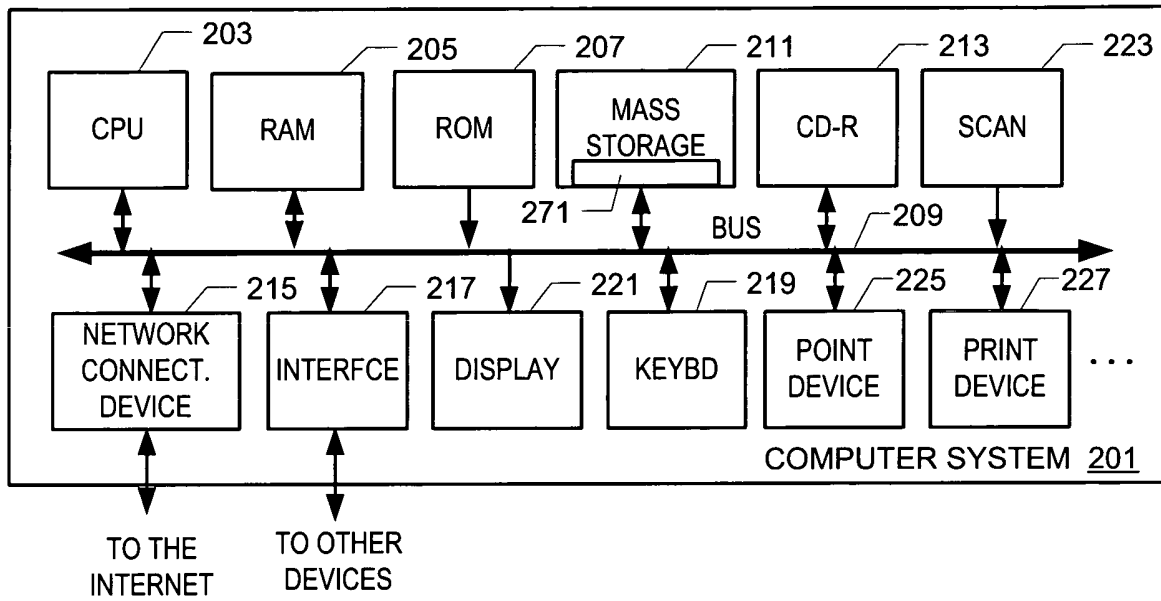 203
205
207
211
213
223
CPU
RAM
ROM
MASS
STORAGE
CD-R
SCAN
271
BUS
209
215
217
221
219
225
227
NETWORK
CONNECT.
DEVICE
INTERFCE
DISPLAY
KEYBD
POINT
DEVICE
PRINT
DEVICE
...
COMPUTER SYSTEM 201
TO THE
INTERNET
TO OTHER
DEVICES